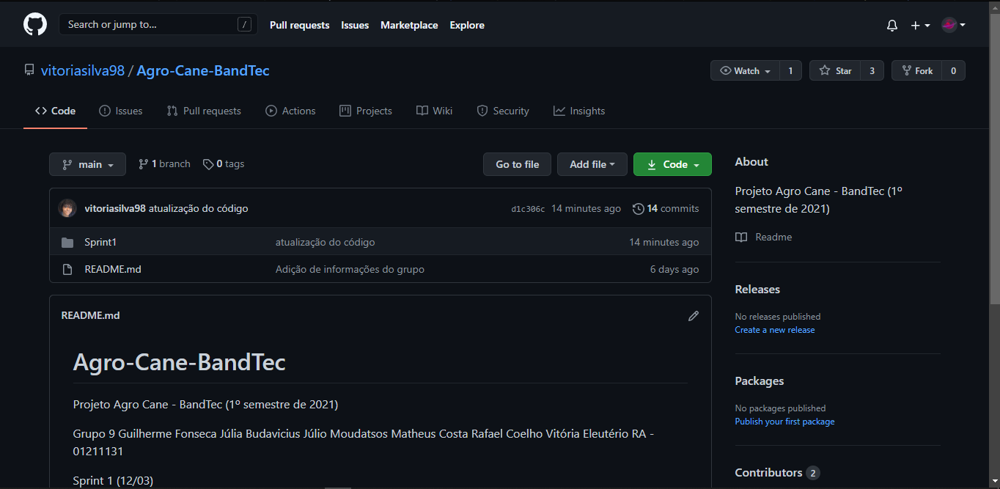 Search or jump to... / Pull requests Issues Marketplace Explore
vitoriasilva98 / Agro-Cane-BandTec Watch 1 Star 3 Fork 0
Code Issues Pull requests Actions Projects Wiki Security Insights
main 1 branch 0 tags Go to file Add file Code
vitoriasilva98 atualização do código d1c306c 14 minutes ago 14 commits
Sprint1 atualização do código 14 minutes ago
README.md Adição de informações do grupo 6 days ago
README.md
Agro-Cane-BandTec
Projeto Agro Cane - BandTec (1º semestre de 2021)
Grupo 9 Guilherme Fonseca Júlia Budavicius Júlio Moudatsos Matheus Costa Rafael Coelho Vitória Eleutério RA -
01211131
Sprint 1 (12/03)
About
Projeto Agro Cane - BandTec (1º
semestre de 2021)
Readme
Releases
No releases published
Create a new release
Packages
No packages published
Publish your first package
Contributors 2